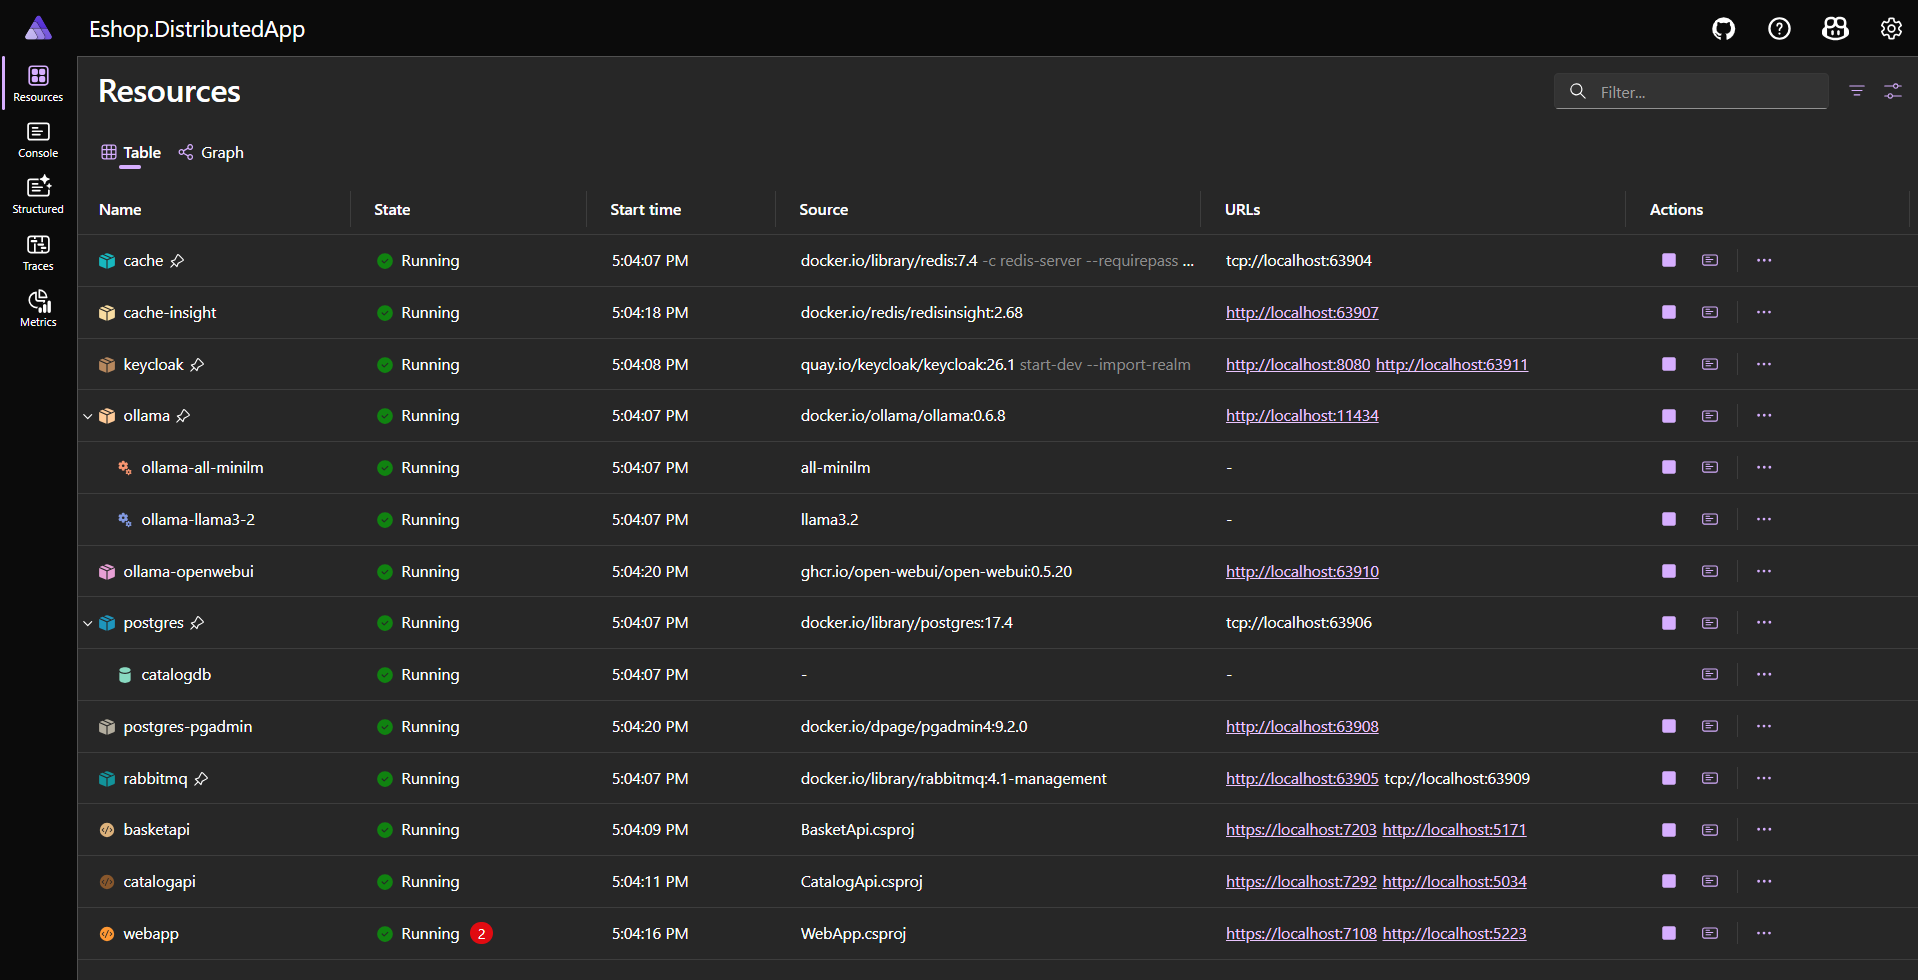 Eshop.DistributedApp
Resources
Console
Structured
Traces
Metrics
Resources
Filter...
Table Graph
Name State Start time Source URLs Actions
cache Running 5:04:07 PM docker.io/library/redis:7.4 -c redis-server --requirepass ... tcp://localhost:63904
cache-insight Running 5:04:18 PM docker.io/redis/redisinsight:2.68 http://localhost:63907
keycloak Running 5:04:08 PM quay.io/keycloak/keycloak:26.1 start-dev --import-realm http://localhost:8080 http://localhost:63911
ollama Running 5:04:07 PM docker.io/ollama/ollama:0.6.8 http://localhost:11434
ollama-all-minilm Running 5:04:07 PM all-minilm -
ollama-llama3-2 Running 5:04:07 PM llama3.2 -
ollama-openwebui Running 5:04:20 PM ghcr.io/open-webui/open-webui:0.5.20 http://localhost:63910
postgres Running 5:04:07 PM docker.io/library/postgres:17.4 tcp://localhost:63906
catalogdb Running 5:04:07 PM - -
postgres-pgadmin Running 5:04:20 PM docker.io/dpage/pgadmin4:9.2.0 http://localhost:63908
rabbitmq Running 5:04:07 PM docker.io/library/rabbitmq:4.1-management http://localhost:63905 tcp://localhost:63909
basketapi Running 5:04:09 PM BasketApi.csproj https://localhost:7203 http://localhost:5171
catalogapi Running 5:04:11 PM CatalogApi.csproj https://localhost:7292 http://localhost:5034
webapp Running 2 5:04:16 PM WebApp.csproj https://localhost:7108 http://localhost:5223